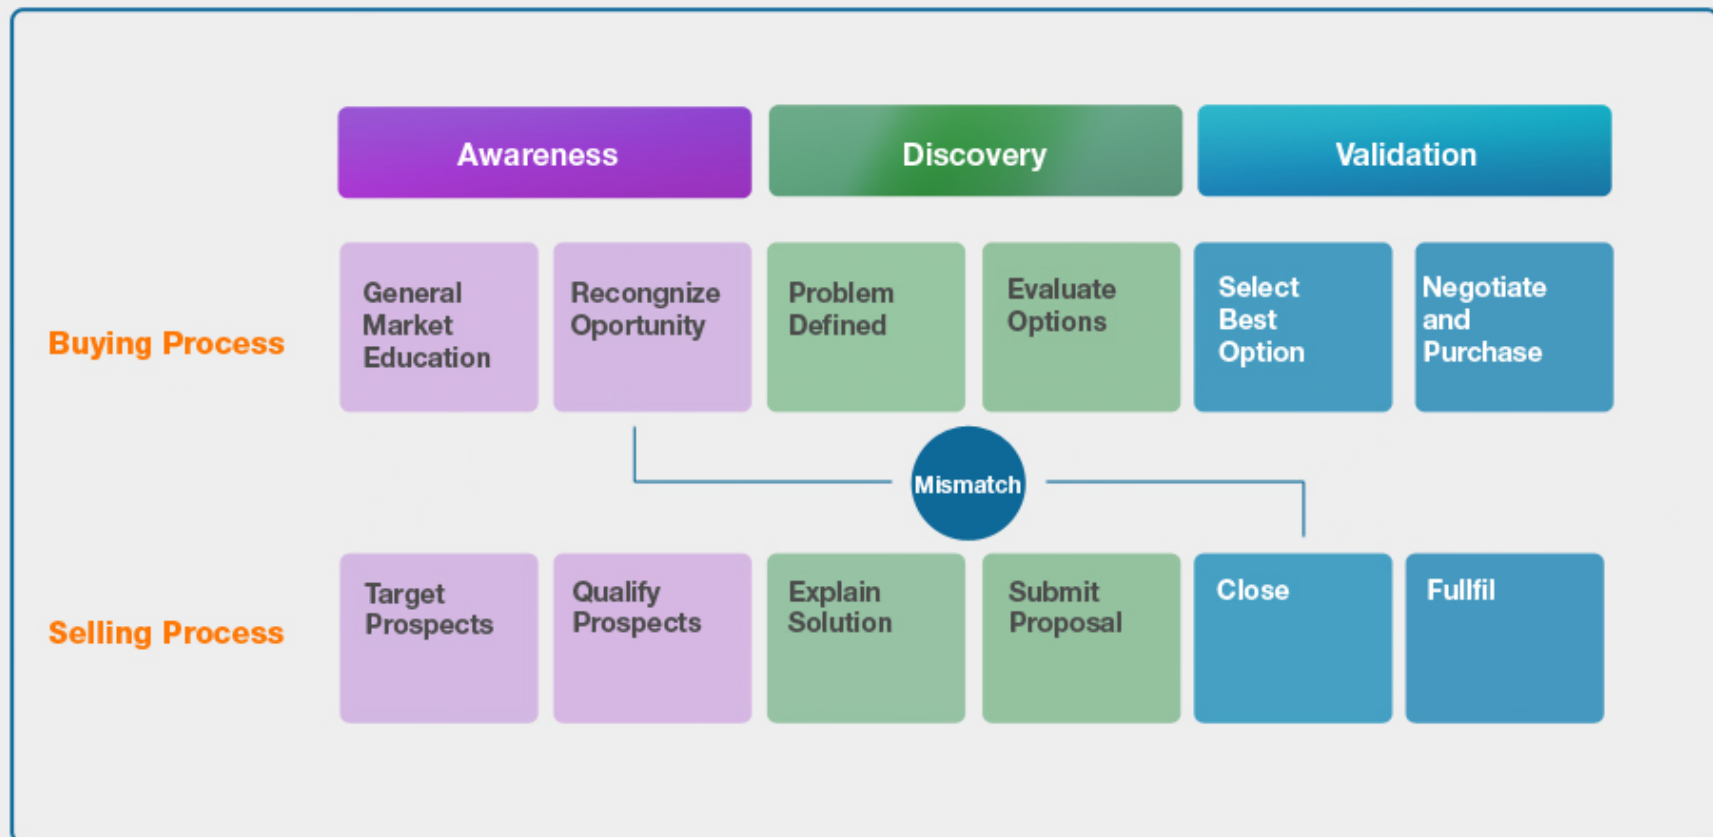 Awareness
Discovery
Validation
Buying Process
General
Market
Education
Recongnize
Oportunity
Problem
Defined
Evaluate
Options
Select
Best
Option
Negotiate
and
Purchase
Mismatch
Selling Process
Target
Prospects
Qualify
Prospects
Explain
Solution
Submit
Proposal
Close
Fullfil